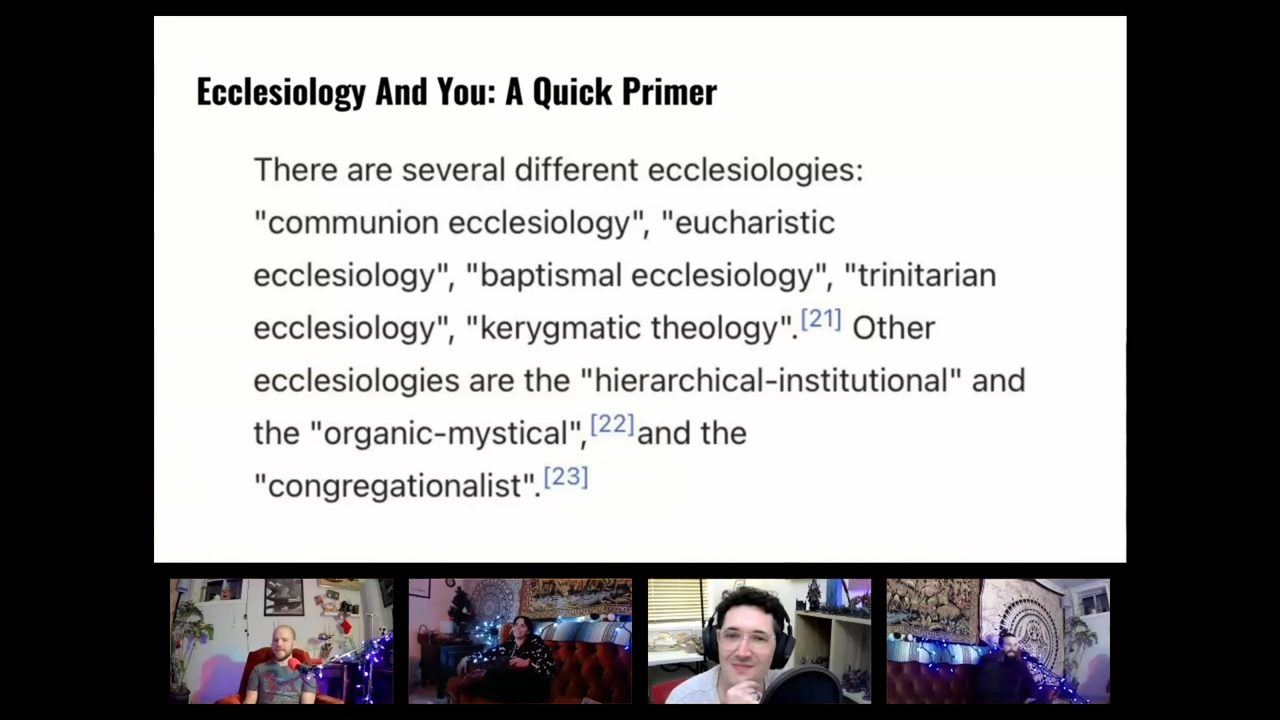 Ecclesiology And You: A Quick Primer
There are several different ecclesiologies:
"communion ecclesiology", "eucharistic
ecclesiology", "baptismal ecclesiology", "trinitarian
ecclesiology", "kerygmatic theology".[21] Other
ecclesiologies are the "hierarchical-institutional" and
the "organic-mystical",[22]and the
"congregationalist".[23]